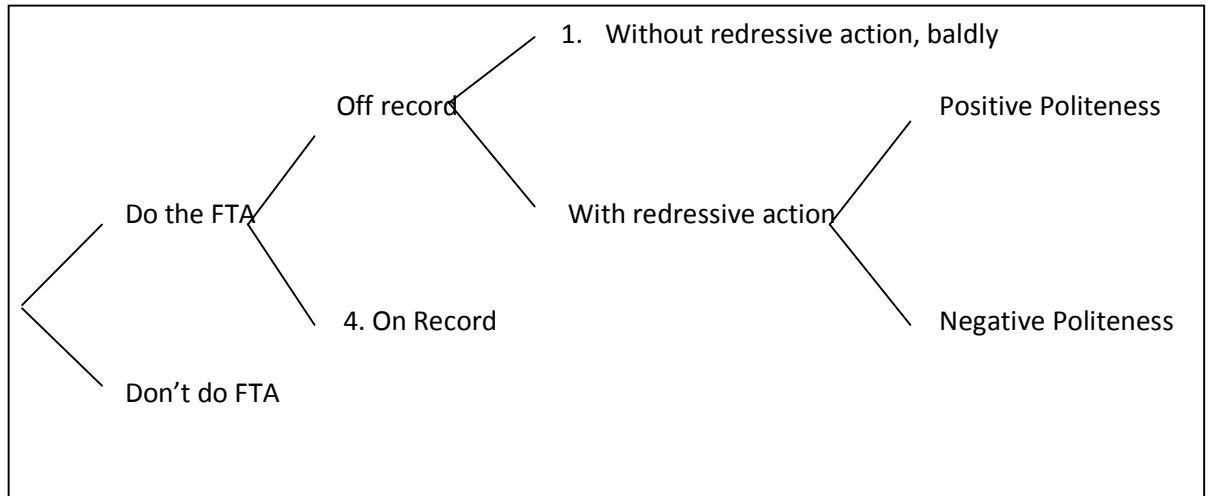 1. Without redressive action, baldly
Off record
Positive Politeness
Do the FTA
With redressive action
4. On Record
Negative Politeness
Don't do FTA